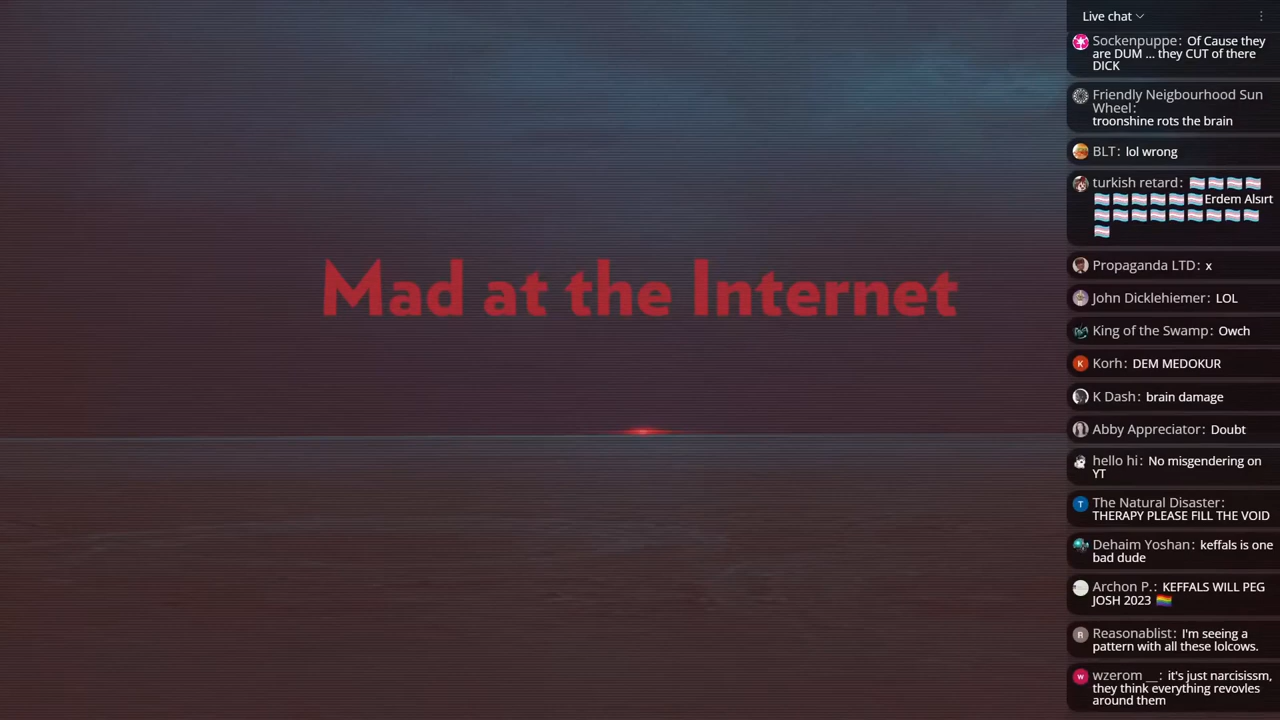 Live chat
Sockenpuppe: Of Cause they
are DUM ... they CUT of there
DICK
Friendly Neigbourhood Sun
Wheel:
troonshine rots the brain
BLT: lol wrong
turkish retard: 🏳️‍⚧️🏳️‍⚧️🏳️‍⚧️🏳️‍⚧️
🏳️‍⚧️🏳️‍⚧️🏳️‍⚧️🏳️‍⚧️🏳️‍⚧️🏳️‍⚧️Erdem Alsırt
🏳️‍⚧️🏳️‍⚧️🏳️‍⚧️🏳️‍⚧️🏳️‍⚧️🏳️‍⚧️🏳️‍⚧️🏳️‍⚧️🏳️‍⚧️
🏳️‍⚧️
Propaganda LTD: x
John Dicklehiemer: LOL
King of the Swamp: Owch
K Korh: DEM MEDOKUR
K Dash: brain damage
Abby Appreciator: Doubt
hello hi: No misgendering on
YT
T The Natural Disaster:
THERAPY PLEASE FILL THE VOID
Dehaim Yoshan: keffals is one
bad dude
Archon P.: KEFFALS WILL PEG
JOSH 2023 🏳️‍🌈
R Reasonablist: I'm seeing a
pattern with all these lolcows.
w wzerom __: it's just narcisissm,
they think everything revovles
around them
Mad at the Internet